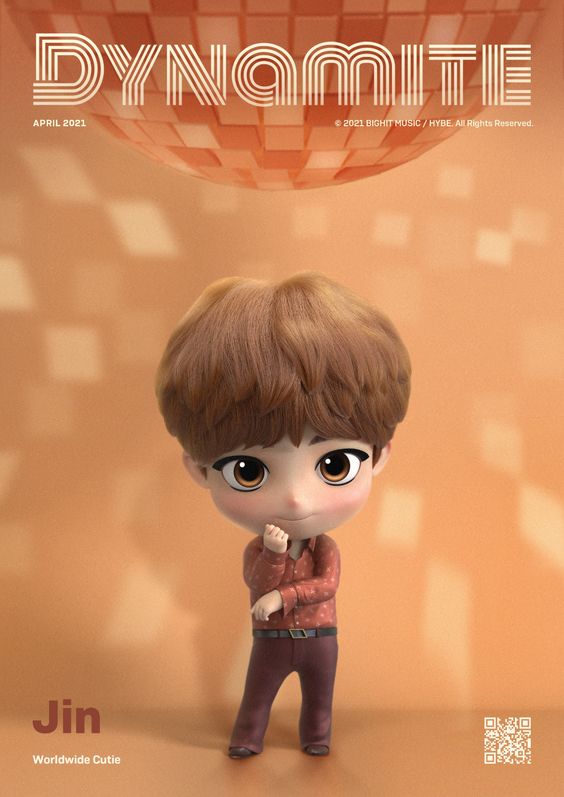 DYNAMITE
APRIL 2021
© 2021 BIGHIT MUSIC / HYBE. All Rights Reserved.
Jin
Worldwide Cutie